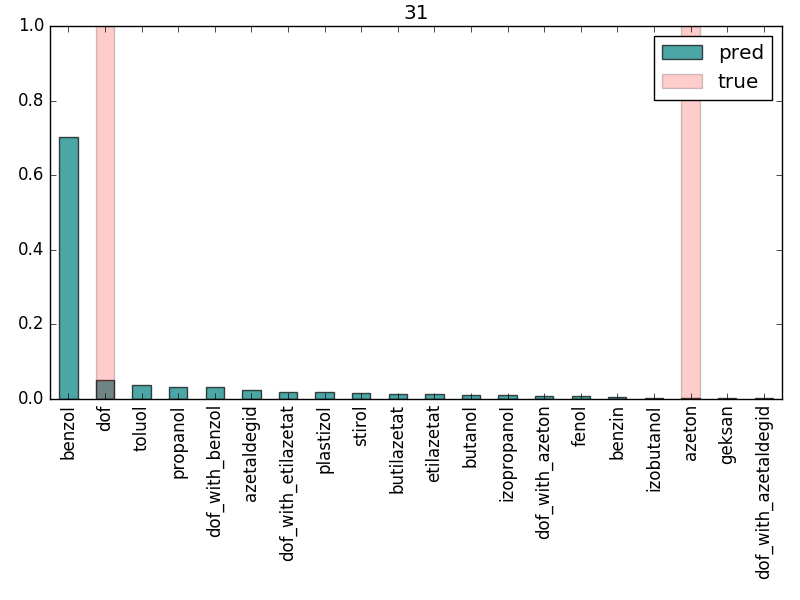 31
1.0
0.8
0.6
0.4
0.2
0.0
pred
true
benzol
dof
toluol
propanol
dof_with_benzol
azetaldegid
dof_with_etilazetat
plastizol
stirol
butilazetat
etilazetat
butanol
izopropanol
dof_with_azeton
fenol
benzin
izobutanol
azeton
geksan
dof_with_azetaldegid